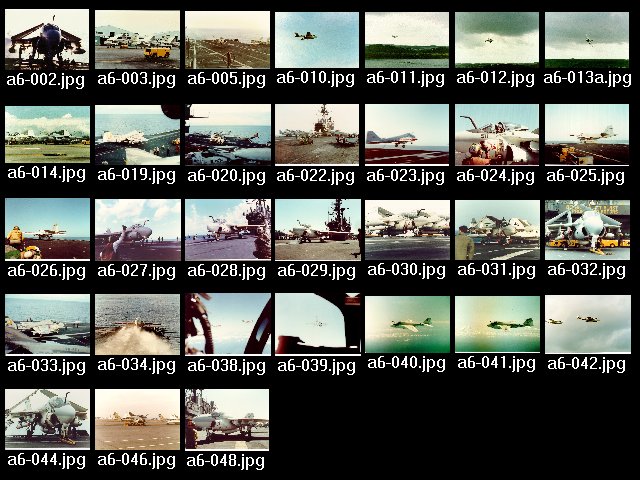 a6-002.jpg a6-003.jpg a6-005.jpg a6-010.jpg a6-011.jpg a6-012.jpg a6-013a.jpg
a6-014.jpg a6-019.jpg a6-020.jpg a6-022.jpg a6-023.jpg a6-024.jpg a6-025.jpg
a6-026.jpg a6-027.jpg a6-028.jpg a6-029.jpg a6-030.jpg a6-031.jpg a6-032.jpg
a6-033.jpg a6-034.jpg a6-038.jpg a6-039.jpg a6-040.jpg a6-041.jpg a6-042.jpg
a6-044.jpg a6-046.jpg a6-048.jpg